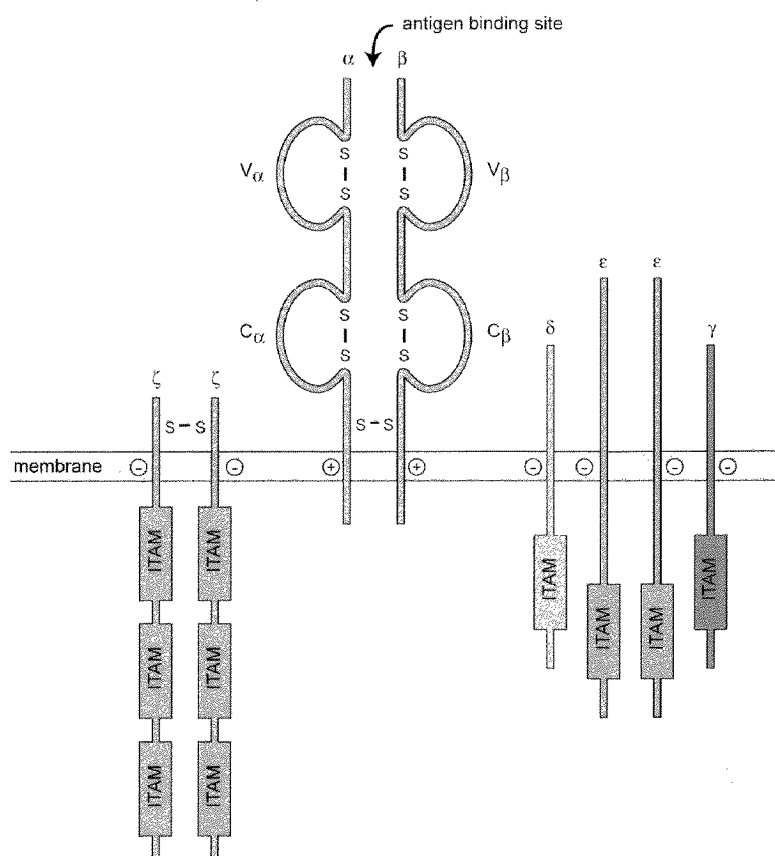 antigen binding site
α β
S S
Vα Vβ
S S
ε ε
S S
Cα Cβ
δ γ
S S
ζ ζ
S – S S – S
membrane ⊖ ⊖ ⊕ ⊕ ⊖ ⊖ ⊖ ⊖
ITAM ITAM
ITAM ITAM
ITAM ITAM
ITAM ITAM
ITAM ITAM